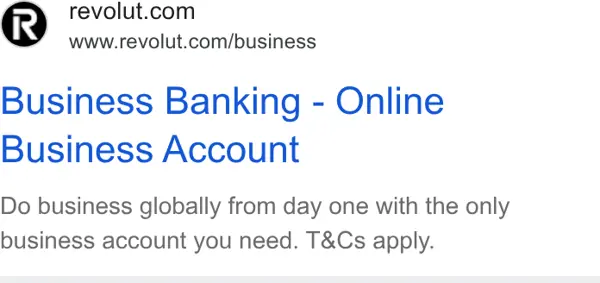 revolut.com
www.revolut.com/business
Business Banking - Online
Business Account
Do business globally from day one with the only
business account you need. T&Cs apply.